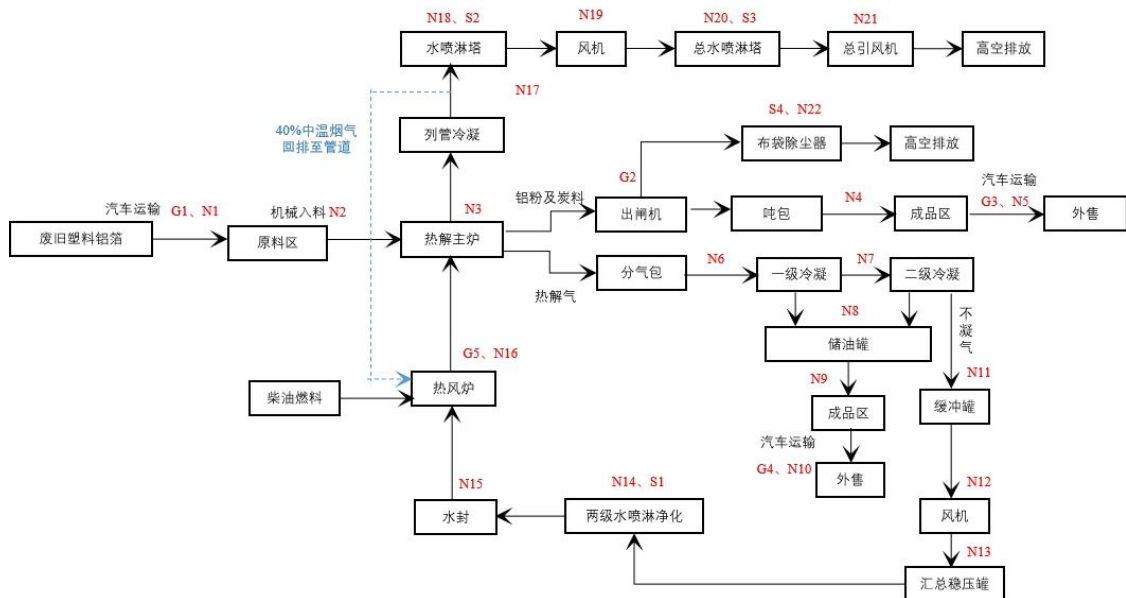 N18、S2
N19
N20、S3
N21
水喷淋塔
风机
总水喷淋塔
总引风机
高空排放
N17
40%中温烟气
回排至管道
列管冷凝
S4、N22
布袋除尘器
高空排放
G2
汽车运输
G1、N1
机械入料 N2
N3
铝粉及炭料
N4
汽车运输
G3、N5
废旧塑料铝箔
原料区
热解主炉
出闸机
吨包
成品区
外售
热解气
分气包
N6
一级冷凝
N7
二级冷凝
N8
不
凝
气
储油罐
G5、N16
柴油燃料
热风炉
N9
成品区
N11
缓冲罐
汽车运输
G4、N10
外售
N15
水封
N14、S1
两级水喷淋净化
N12
风机
N13
汇总稳压罐